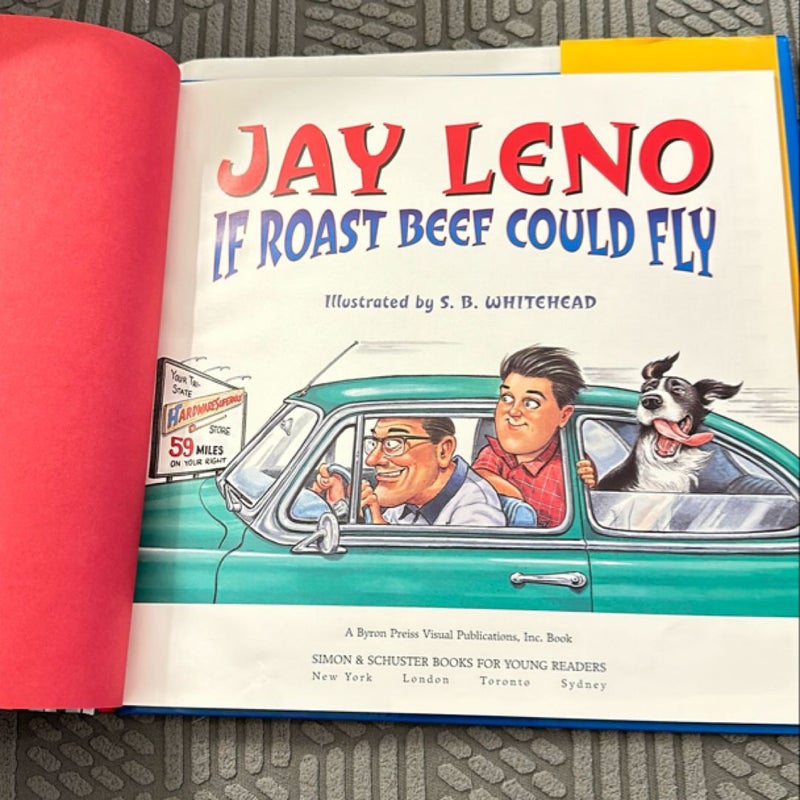 JAY LENO
IF ROAST BEEF COULD FLY
Illustrated by S. B. WHITEHEAD
YOUR TRI-
STATE
HARDWARE SUPERMALL
STORE
59 MILES
ON YOUR RIGHT
A Byron Preiss Visual Publications, Inc. Book
SIMON & SCHUSTER BOOKS FOR YOUNG READERS
New York London Toronto Sydney